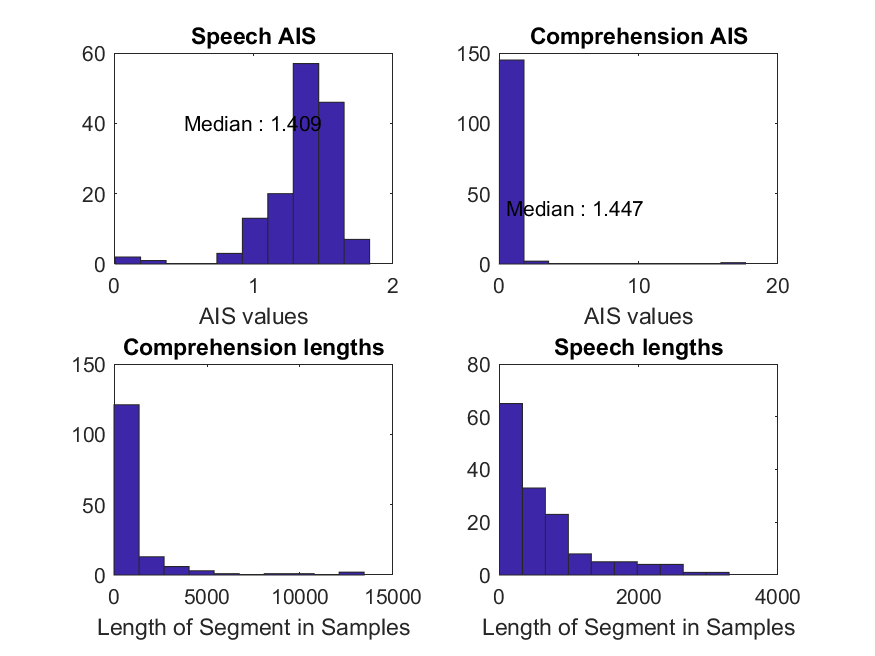 Speech AIS
60
40
20
0
Median : 1.409
0 1 2
AIS values
Comprehension AIS
150
100
50
0
Median : 1.447
0 10 20
AIS values
Comprehension lengths
150
100
50
0
0 5000 10000 15000
Length of Segment in Samples
Speech lengths
80
60
40
20
0
0 2000 4000
Length of Segment in Samples